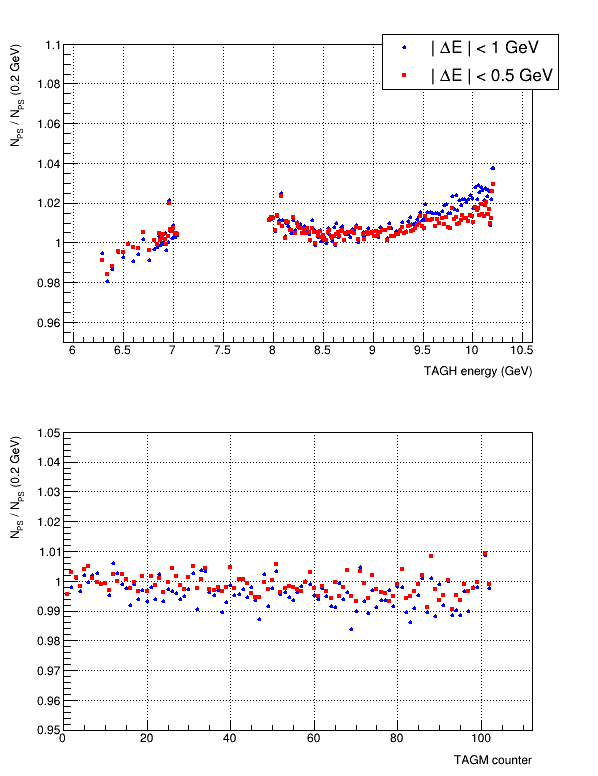 | ΔE | < 1 GeV
| ΔE | < 0.5 GeV
N_PS / N_PS (0.2 GeV)
1.1
1.08
1.06
1.04
1.02
1
0.98
0.96
6 6.5 7 7.5 8 8.5 9 9.5 10 10.5
TAGH energy (GeV)
N_PS / N_PS (0.2 GeV)
1.05
1.04
1.03
1.02
1.01
1
0.99
0.98
0.97
0.96
0.95
0 20 40 60 80 100
TAGM counter